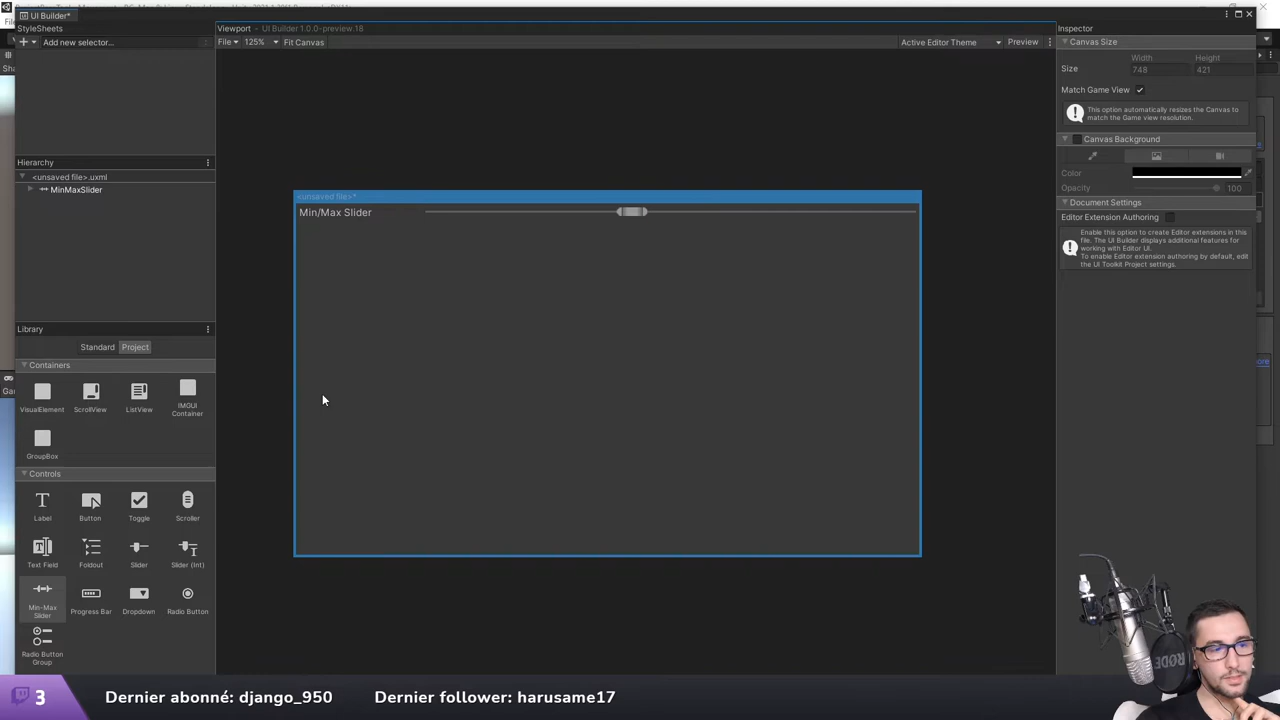 UI Builder*
StyleSheets
Add new selector...
Hierarchy
<unsaved file>.uxml
MinMaxSlider
Library
Standard Project
Containers
VisualElement ScrollView ListView IMGUI Container
GroupBox
Controls
Label Button Toggle Scroller
Text Field Foldout Slider Slider (Int)
Min-Max Slider Progress Bar Dropdown Radio Button
Radio Button Group
Viewport - UI Builder 1.0.0-preview.18
File 125% Fit Canvas Active Editor Theme Preview
<unsaved file>*
Min/Max Slider
Inspector
Canvas Size
Width Height
Size 748 421
Match Game View
This option automatically resizes the Canvas to
match the Game view resolution.
Canvas Background
Color
Opacity 100
Document Settings
Editor Extension Authoring
Enable this option to create Editor extensions in this
file. The UI Builder displays additional features for
working with Editor UI.
To enable Editor extension authoring by default, edit
the UI Toolkit Project settings.
RØDE
3 Dernier abonné: django_950 Dernier follower: harusame17